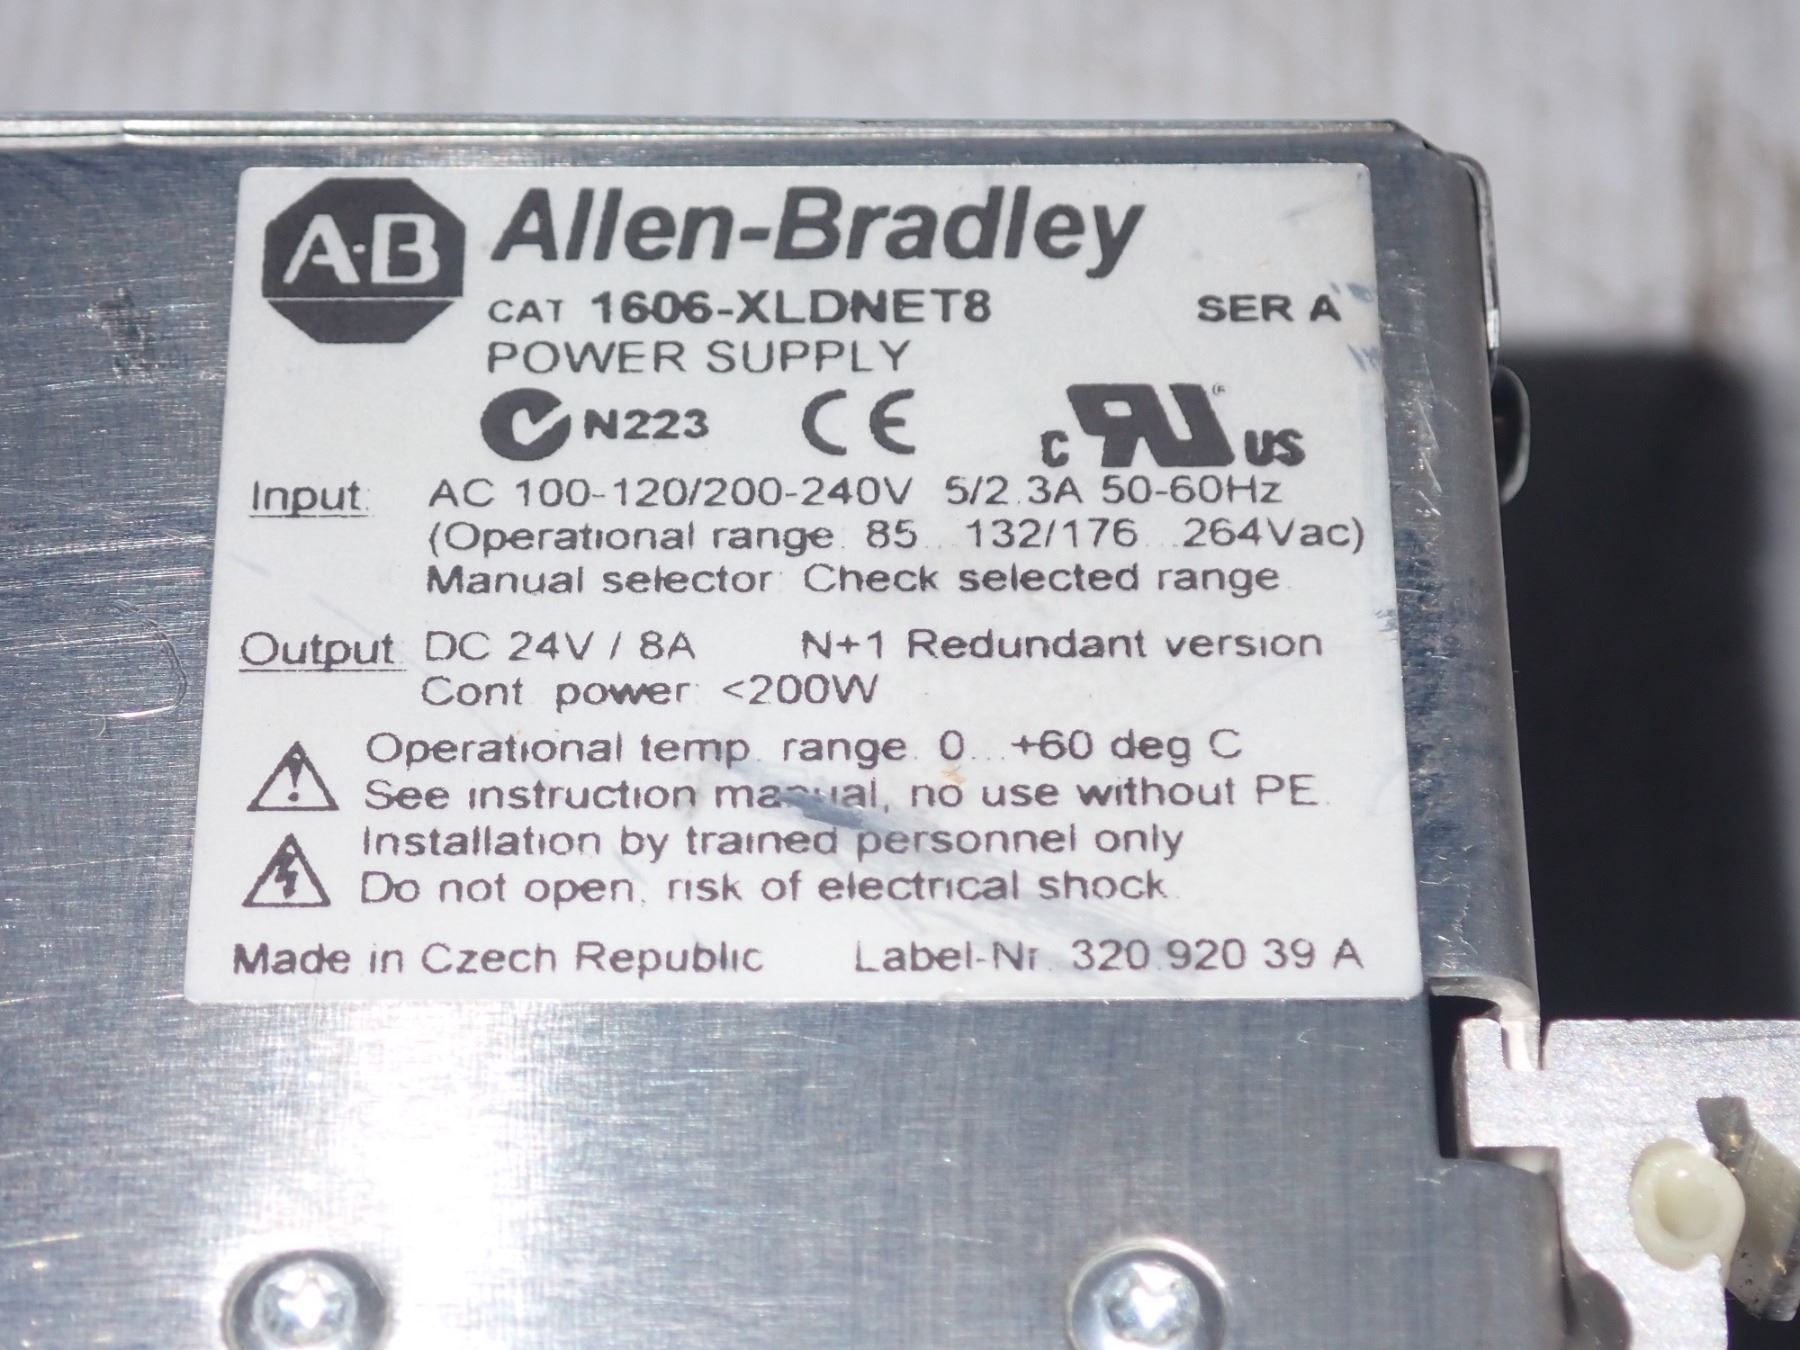 A-B Allen-Bradley
CAT 1606-XLDNET8 SER A
POWER SUPPLY
N223 CE c RU ® US
Input: AC 100-120/200-240V 5/2.3A 50-60Hz
(Operational range: 85...132/176...264Vac)
Manual selector: Check selected range.
Output: DC 24V / 8A N+1 Redundant version
Cont. power: <200W
Operational temp. range: 0...+60 deg C
See instruction manual, no use without PE.
Installation by trained personnel only
Do not open, risk of electrical shock.
Made in Czech Republic Label-Nr. 320.920 39 A